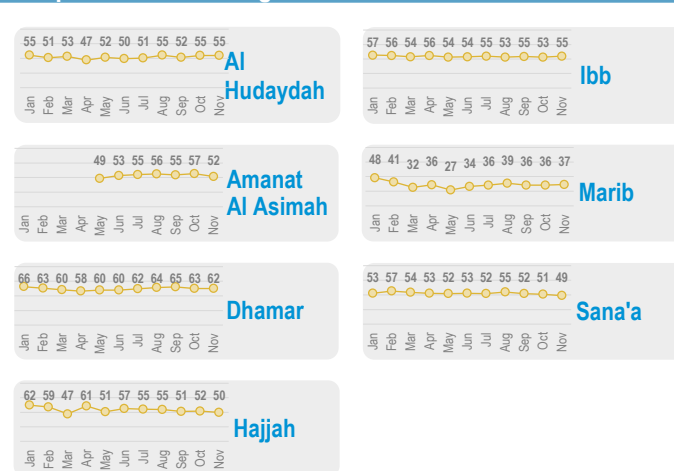 55 51 53 47 52 50 51 55 52 55 55
Al
Hudaydah
Jan Feb Mar Apr May Jun Jul Aug Sep Oct Nov
57 56 54 56 54 54 55 53 55 53 55
Ibb
Jan Feb Mar Apr May Jun Jul Aug Sep Oct Nov
49 53 55 56 55 57 52
Amanat
Al Asimah
Jan Feb Mar Apr May Jun Jul Aug Sep Oct Nov
48 41 32 36 27 34 36 39 36 36 37
Marib
Jan Feb Mar Apr May Jun Jul Aug Sep Oct Nov
66 63 60 58 60 60 62 64 65 63 62
Dhamar
Jan Feb Mar Apr May Jun Jul Aug Sep Oct Nov
53 57 54 53 52 53 52 55 52 51 49
Sana'a
Jan Feb Mar Apr May Jun Jul Aug Sep Oct Nov
62 59 47 61 51 57 55 55 51 52 50
Hajjah
Jan Feb Mar Apr May Jun Jul Aug Sep Oct Nov